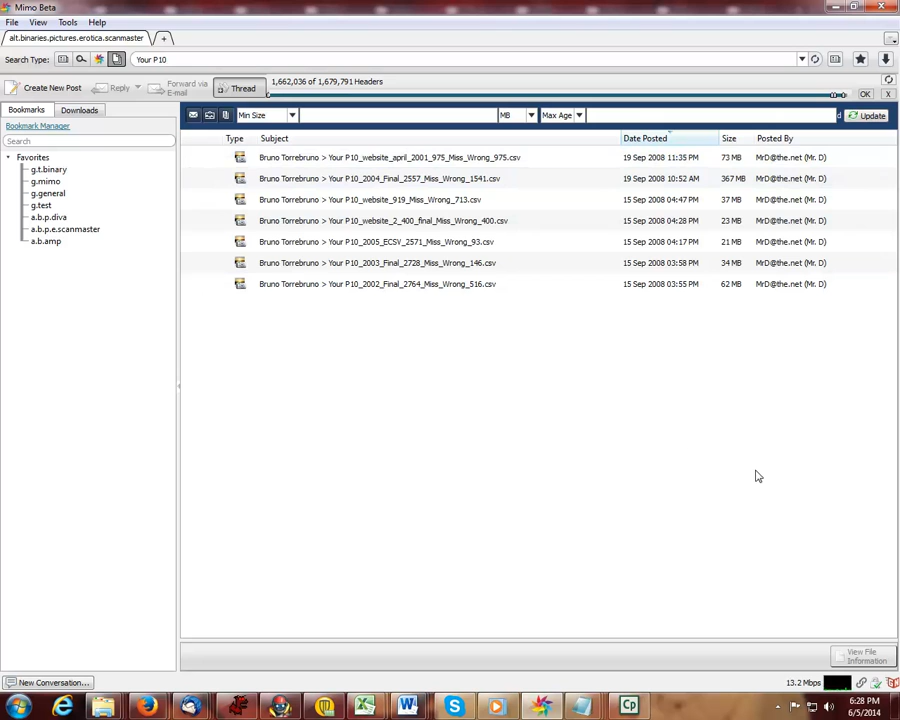 Mimo Beta
File View Tools Help
alt.binaries.pictures.erotica.scanmaster
Search Type: Your P10
Create New Post Reply Forward via E-mail Thread 1,662,036 of 1,679,791 Headers
OK X
Bookmarks Downloads
Bookmark Manager
Search
Favorites
g.t.binary
g.mimo
g.general
g.test
a.b.p.diva
a.b.p.e.scanmaster
a.b.amp
Min Size MB Max Age d Update
Type Subject Date Posted Size Posted By
Bruno Torrebruno > Your P10_website_april_2001_975_Miss_Wrong_975.csv 19 Sep 2008 11:35 PM 73 MB MrD@the.net (Mr. D)
Bruno Torrebruno > Your P10_2004_Final_2557_Miss_Wrong_1541.csv 19 Sep 2008 10:52 AM 367 MB MrD@the.net (Mr. D)
Bruno Torrebruno > Your P10_website_919_Miss_Wrong_713.csv 15 Sep 2008 04:47 PM 37 MB MrD@the.net (Mr. D)
Bruno Torrebruno > Your P10_website_2_400_final_Miss_Wrong_400.csv 15 Sep 2008 04:28 PM 23 MB MrD@the.net (Mr. D)
Bruno Torrebruno > Your P10_2005_ECSV_2571_Miss_Wrong_93.csv 15 Sep 2008 04:17 PM 21 MB MrD@the.net (Mr. D)
Bruno Torrebruno > Your P10_2003_Final_2728_Miss_Wrong_146.csv 15 Sep 2008 03:58 PM 34 MB MrD@the.net (Mr. D)
Bruno Torrebruno > Your P10_2002_Final_2764_Miss_Wrong_516.csv 15 Sep 2008 03:55 PM 62 MB MrD@the.net (Mr. D)
View File Information
New Conversation... 13.2 Mbps
Cp
6:28 PM
6/5/2014